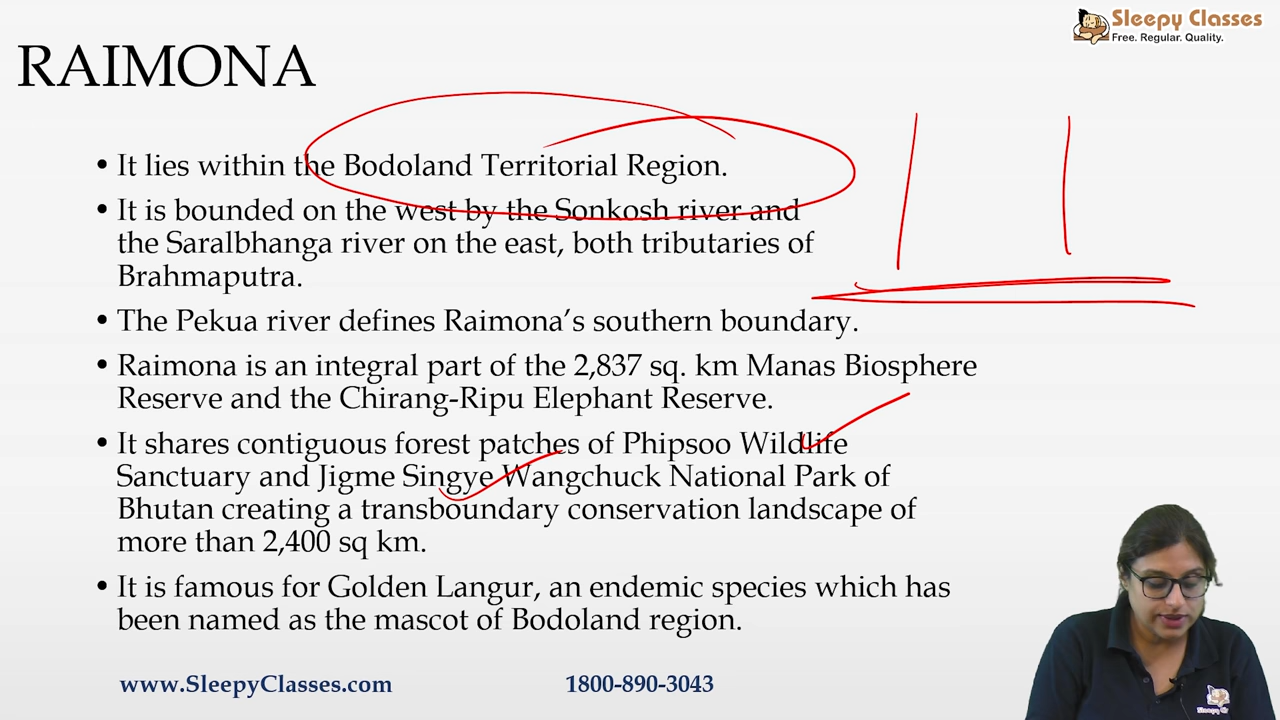 Sleepy Classes
Free. Regular. Quality.
RAIMONA
• It lies within the Bodoland Territorial Region.
• It is bounded on the west by the Sonkosh river and
the Saralbhanga river on the east, both tributaries of
Brahmaputra.
• The Pekua river defines Raimona’s southern boundary.
• Raimona is an integral part of the 2,837 sq. km Manas Biosphere
Reserve and the Chirang-Ripu Elephant Reserve.
• It shares contiguous forest patches of Phipsoo Wildlife
Sanctuary and Jigme Singye Wangchuck National Park of
Bhutan creating a transboundary conservation landscape of
more than 2,400 sq km.
• It is famous for Golden Langur, an endemic species which has
been named as the mascot of Bodoland region.
www.SleepyClasses.com
1800-890-3043